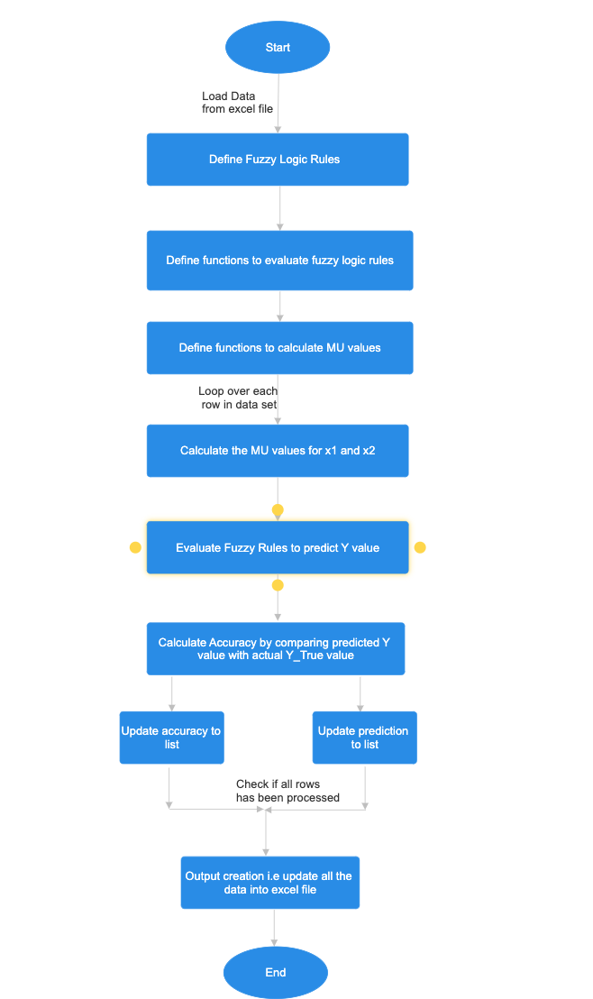 Start
Load Data
from excel file
Define Fuzzy Logic Rules
Define functions to evaluate fuzzy logic rules
Define functions to calculate MU values
Loop over each
row in data set
Calculate the MU values for x1 and x2
Evaluate Fuzzy Rules to predict Y value
Calculate Accuracy by comparing predicted Y
value with actual Y_True value
Update accuracy to
list
Update prediction
to list
Check if all rows
has been processed
Output creation i.e update all the
data into excel file
End